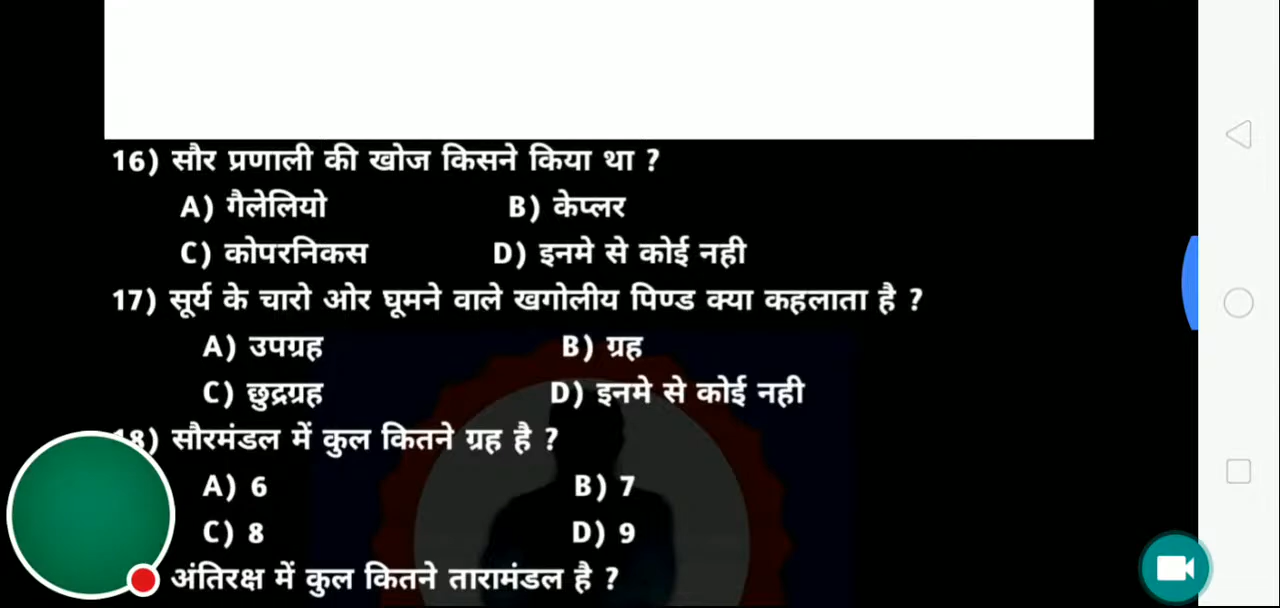 16) सौर प्रणाली की खोज किसने किया था ?
A) गैलेलियो B) केप्लर
C) कोपरनिकस D) इनमे से कोई नही
17) सूर्य के चारो ओर घूमने वाले खगोलीय पिण्ड क्या कहलाता है ?
A) उपग्रह B) ग्रह
C) छुद्रग्रह D) इनमे से कोई नही
18) सौरमंडल में कुल कितने ग्रह है ?
A) 6 B) 7
C) 8 D) 9
अंतिरक्ष में कुल कितने तारामंडल है ?